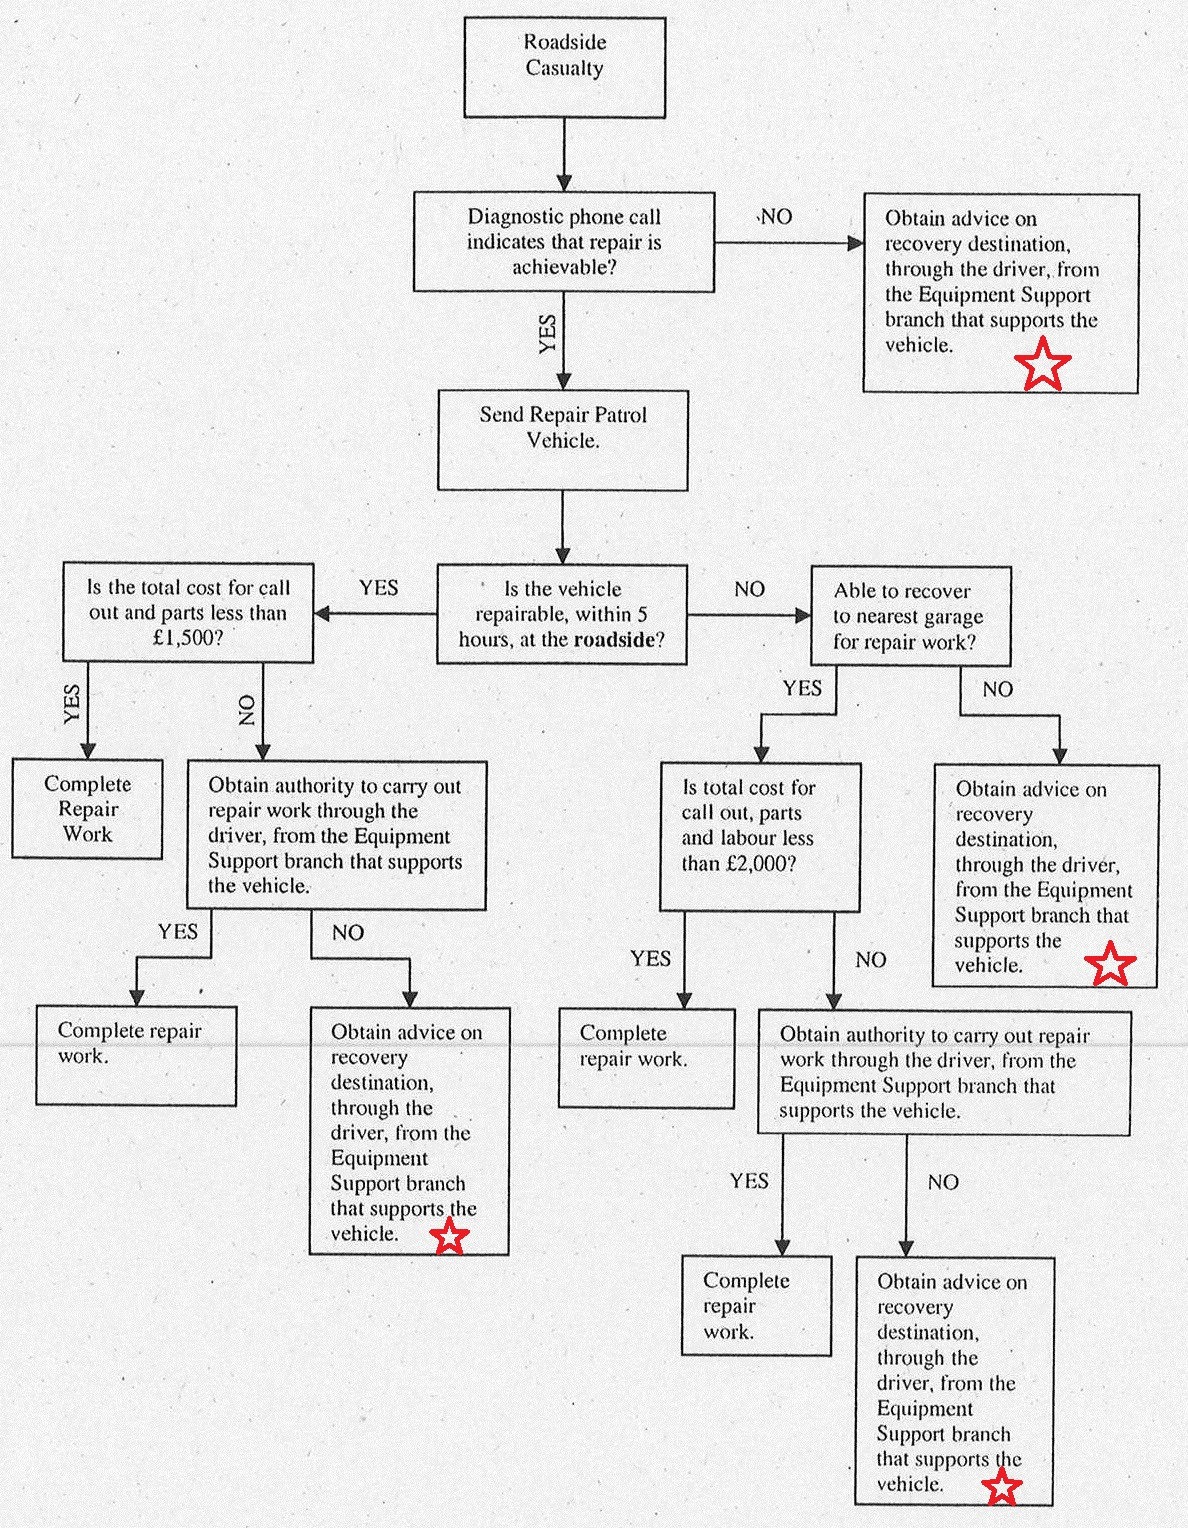 Roadside
Casualty
Diagnostic phone call
indicates that repair is
achievable?
NO
Obtain advice on
recovery destination,
through the driver, from
the Equipment Support
branch that supports the
vehicle.
YES
Send Repair Patrol
Vehicle.
Is the total cost for call
out and parts less than
£1,500?
YES
Is the vehicle
repairable, within 5
hours, at the roadside?
NO
Able to recover
to nearest garage
for repair work?
YES
NO
YES
NO
Complete
Repair
Work
Obtain authority to carry out
repair work through the
driver, from the Equipment
Support branch that supports
the vehicle.
Is total cost for
call out, parts
and labour less
than £2,000?
Obtain advice on
recovery
destination,
through the driver,
from the Equipment
Support branch that
supports the
vehicle.
YES
NO
YES
NO
Complete repair
work.
Obtain advice on
recovery
destination,
through the
driver, from the
Equipment
Support branch
that supports the
vehicle.
Complete
repair work.
Obtain authority to carry out repair
work through the driver, from the
Equipment Support branch that
supports the vehicle.
YES
NO
Complete
repair
work.
Obtain advice on
recovery
destination,
through the
driver, from the
Equipment
Support branch
that supports the
vehicle.